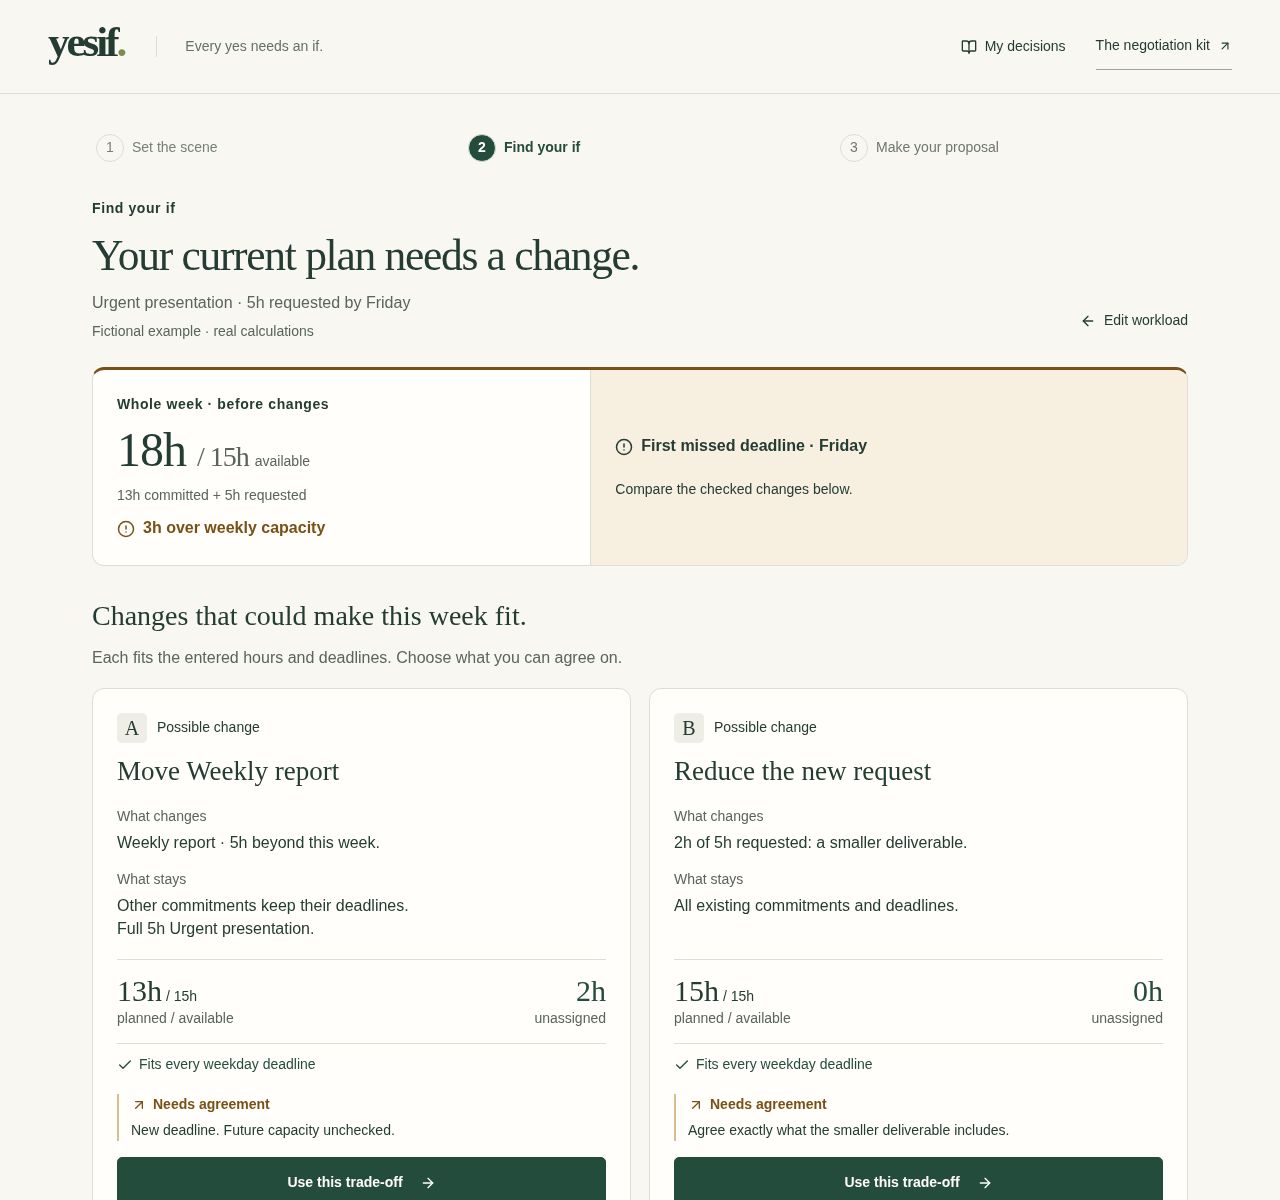 yesif.
Every yes needs an if.
My decisions
The negotiation kit
1 Set the scene
2 Find your if
3 Make your proposal
Find your if
Your current plan needs a change.
Urgent presentation · 5h requested by Friday
Fictional example · real calculations
Edit workload
Whole week · before changes
18h / 15h available
13h committed + 5h requested
3h over weekly capacity
First missed deadline · Friday
Compare the checked changes below.
Changes that could make this week fit.
Each fits the entered hours and deadlines. Choose what you can agree on.
A Possible change
Move Weekly report
What changes
Weekly report · 5h beyond this week.
What stays
Other commitments keep their deadlines.
Full 5h Urgent presentation.
13h / 15h
planned / available
2h
unassigned
Fits every weekday deadline
Needs agreement
New deadline. Future capacity unchecked.
Use this trade-off
B Possible change
Reduce the new request
What changes
2h of 5h requested: a smaller deliverable.
What stays
All existing commitments and deadlines.
15h / 15h
planned / available
0h
unassigned
Fits every weekday deadline
Needs agreement
Agree exactly what the smaller deliverable includes.
Use this trade-off